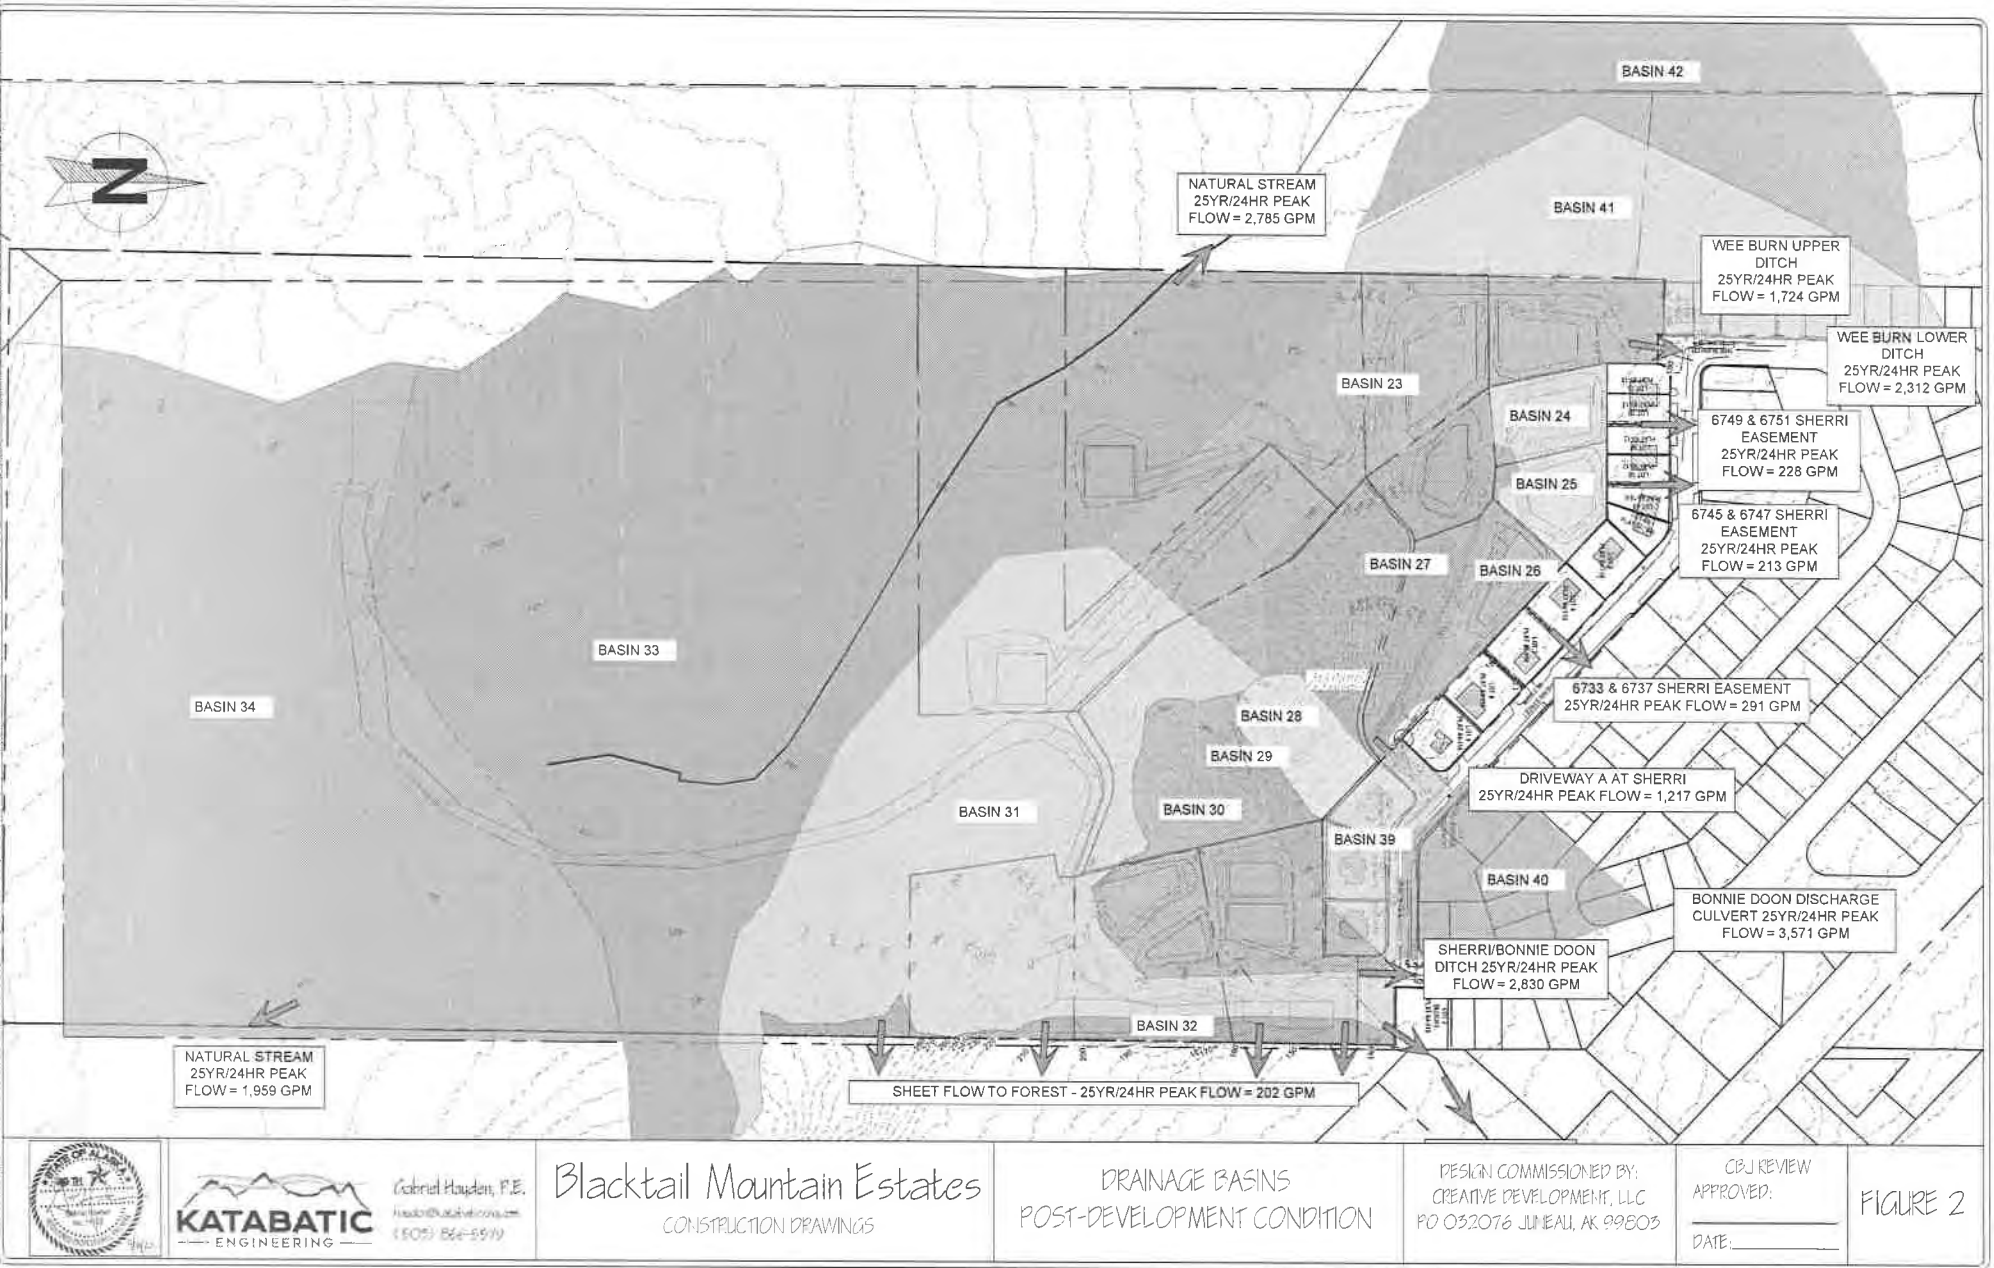 BASIN 42
N
NATURAL STREAM
25YR/24HR PEAK
FLOW = 2,785 GPM
BASIN 41
WEE BURN UPPER
DITCH
25YR/24HR PEAK
FLOW = 1,724 GPM
WEE BURN LOWER
DITCH
25YR/24HR PEAK
FLOW = 2,312 GPM
BASIN 23
BASIN 24
6749 & 6751 SHERRI
EASEMENT
25YR/24HR PEAK
FLOW = 228 GPM
BASIN 25
6745 & 6747 SHERRI
EASEMENT
25YR/24HR PEAK
FLOW = 213 GPM
BASIN 27
BASIN 26
BASIN 33
BASIN 34
6733 & 6737 SHERRI EASEMENT
25YR/24HR PEAK FLOW = 291 GPM
BASIN 28
BASIN 29
DRIVEWAY A AT SHERRI
25YR/24HR PEAK FLOW = 1,217 GPM
BASIN 31
BASIN 30
BASIN 39
BASIN 40
BONNIE DOON DISCHARGE
CULVERT 25YR/24HR PEAK
FLOW = 3,571 GPM
SHERRI/BONNIE DOON
DITCH 25YR/24HR PEAK
FLOW = 2,830 GPM
BASIN 32
NATURAL STREAM
25YR/24HR PEAK
FLOW = 1,959 GPM
SHEET FLOW TO FOREST - 25YR/24HR PEAK FLOW = 202 GPM
STATE OF ALASKA
KATABATIC
ENGINEERING
Gabriel Hayden, P.E.
Blacktail Mountain Estates
CONSTRUCTION DRAWINGS
DRAINAGE BASINS
POST-DEVELOPMENT CONDITION
DESIGN COMMISSIONED BY:
CREATIVE DEVELOPMENT, LLC
PO 032076 JUNEAU, AK 99803
CBJ REVIEW
APPROVED:
DATE:
FIGURE 2